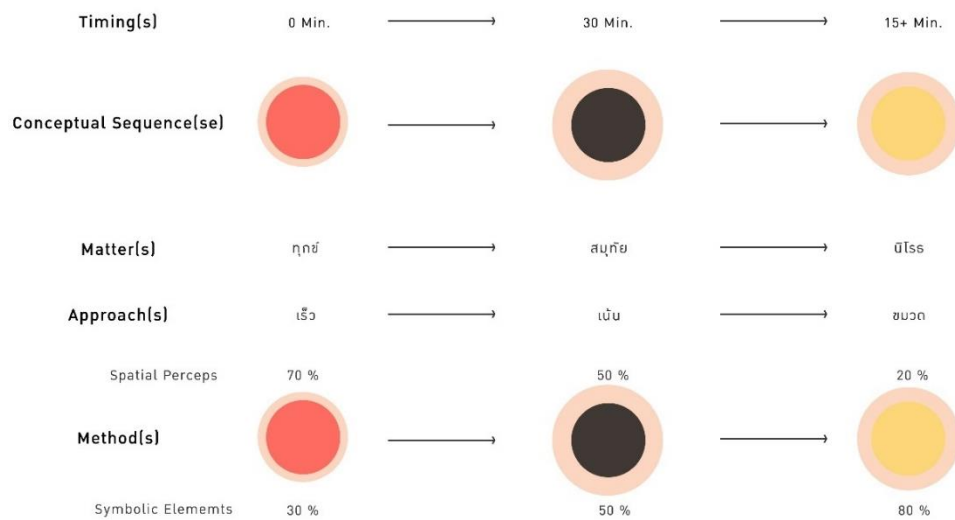 Timing(s) 0 Min. 30 Min. 15+ Min.
Conceptual Sequence(se)
Matter(s) ทุกข์ สมุทัย นิโรธ
Approach(s) เร็ว เน้น ขมวด
Spatial Perceps 70 % 50 % 20 %
Method(s)
Symbolic Elememts 30 % 50 % 80 %